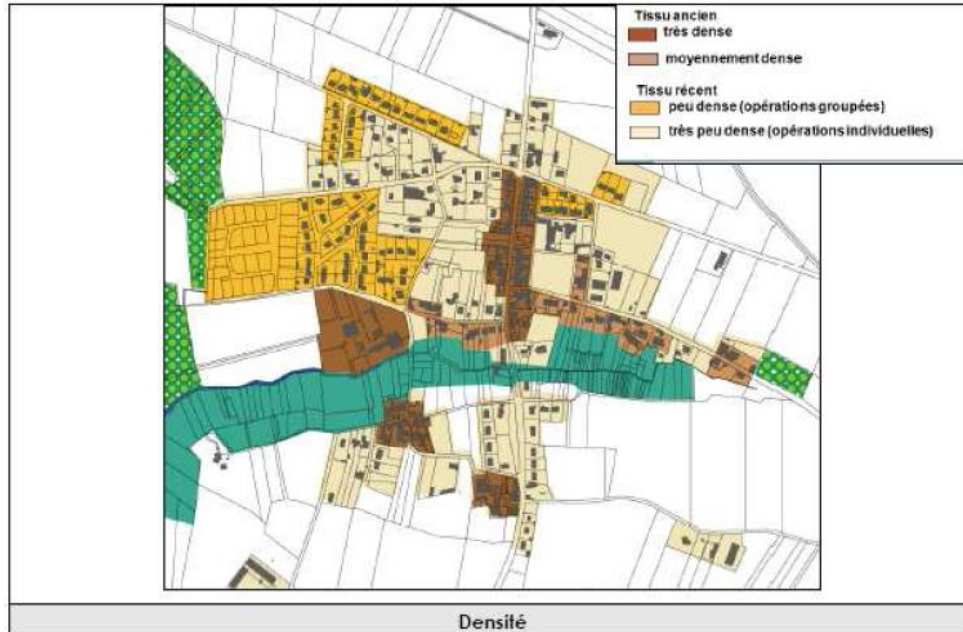 Tissu ancien
très dense
moyennement dense
Tissu récent
peu dense (opérations groupées)
très peu dense (opérations individuelles)
Densité